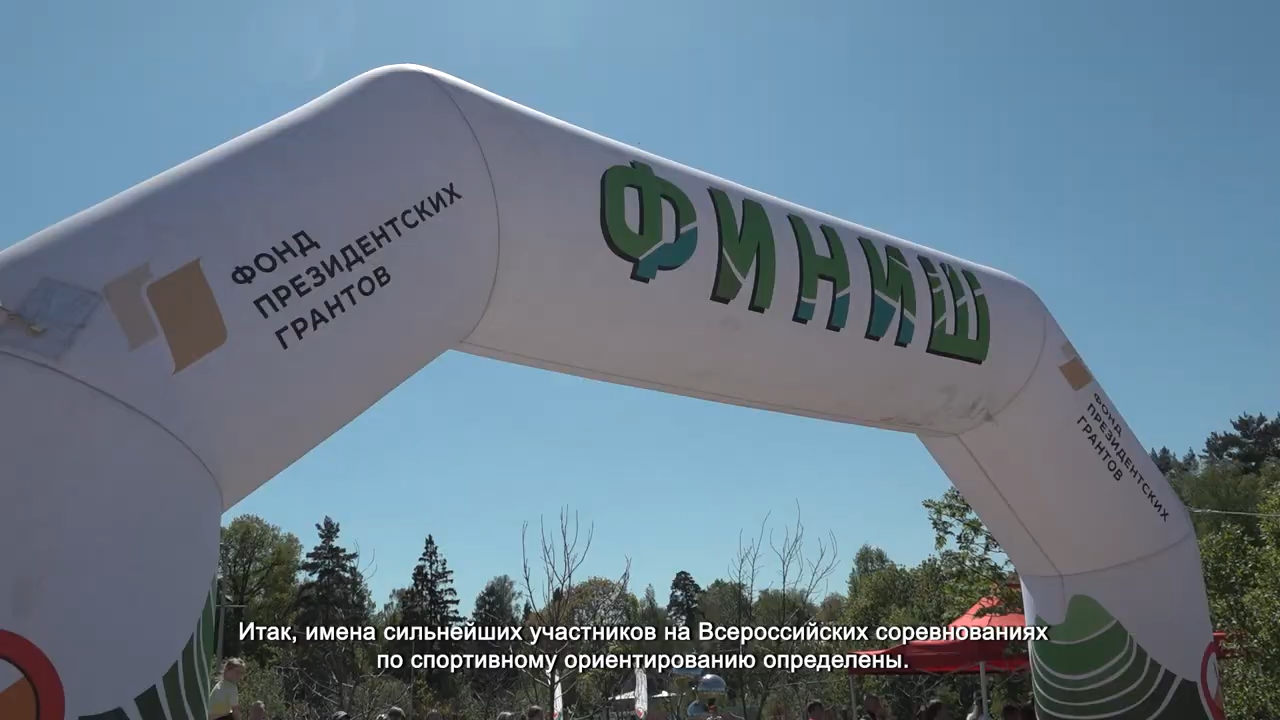 ФОНД
ПРЕЗИДЕНТСКИХ
ГРАНТОВ
ФИНИШ
ФОНД
ПРЕЗИДЕНТСКИХ
ГРАНТОВ
Итак, имена сильнейших участников на Всероссийских соревнованиях
по спортивному ориентированию определены.